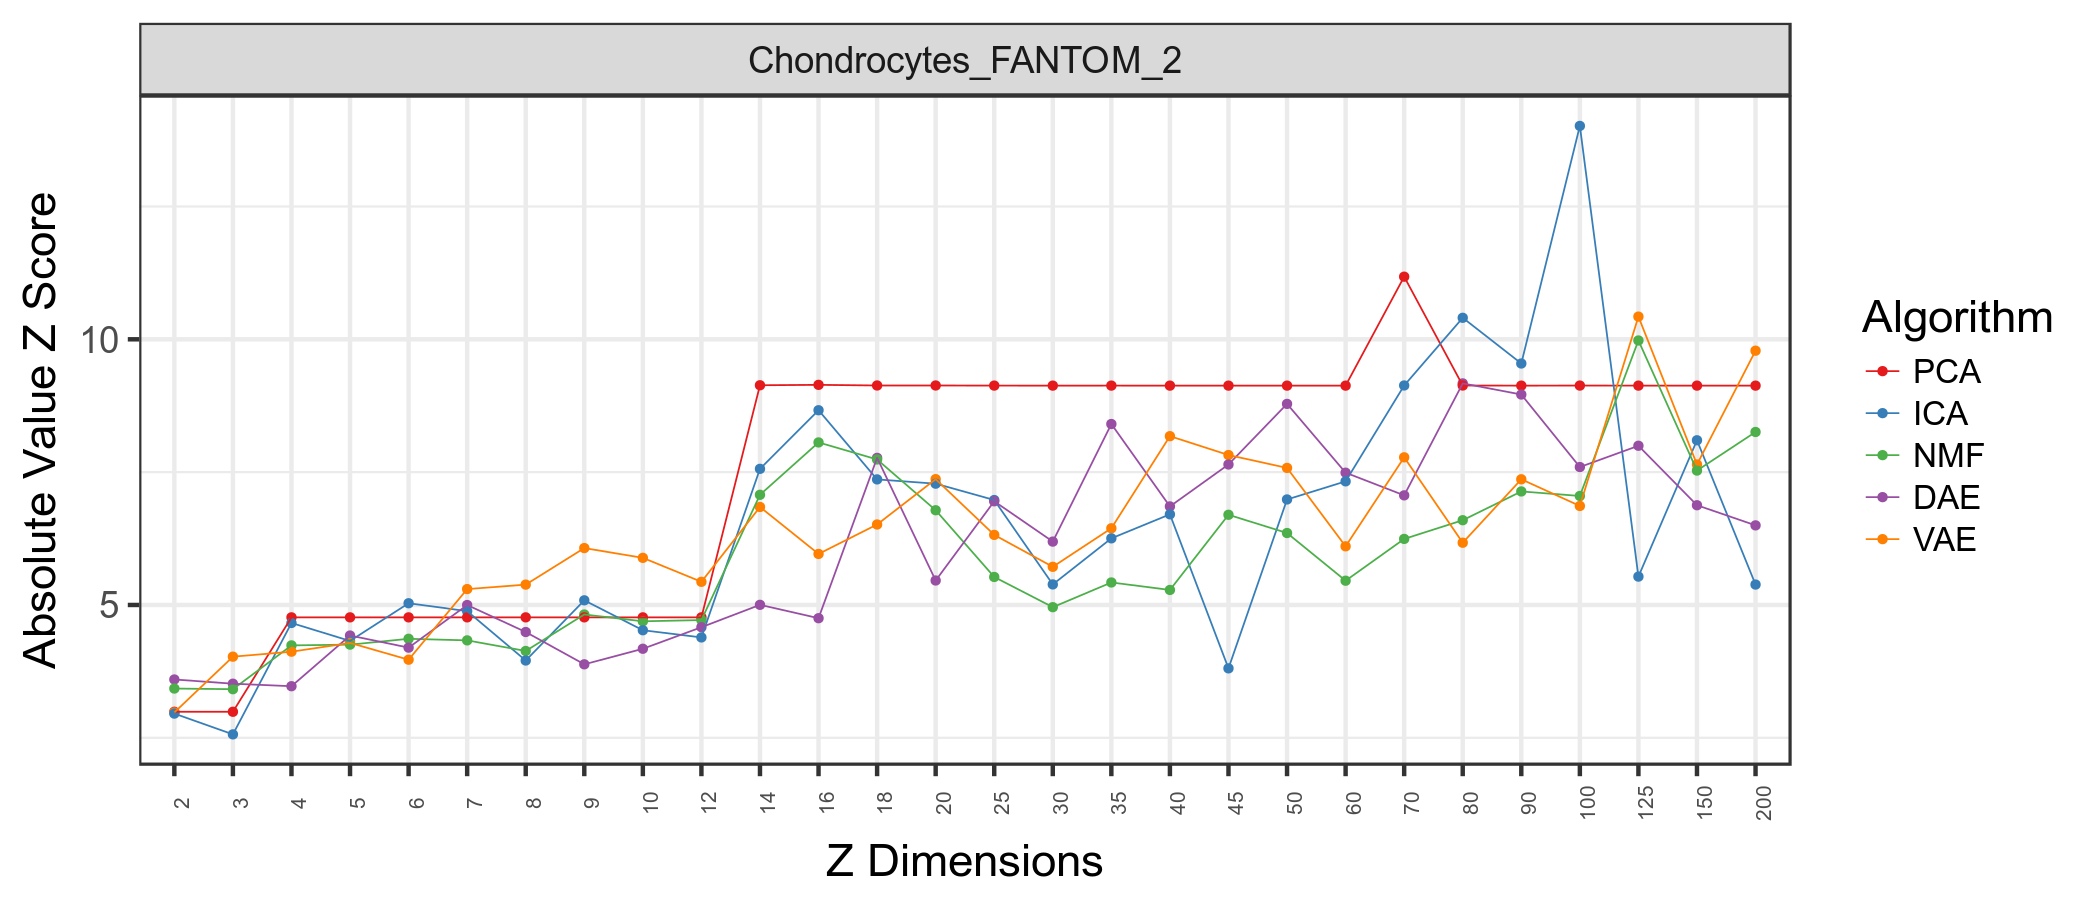 Chondrocytes_FANTOM_2
Absolute Value Z Score
10
5
2 3 4 5 6 7 8 9 10 12 14 16 18 20 25 30 35 40 45 50 60 70 80 90 100 125 150 200
Z Dimensions
Algorithm
PCA
ICA
NMF
DAE
VAE